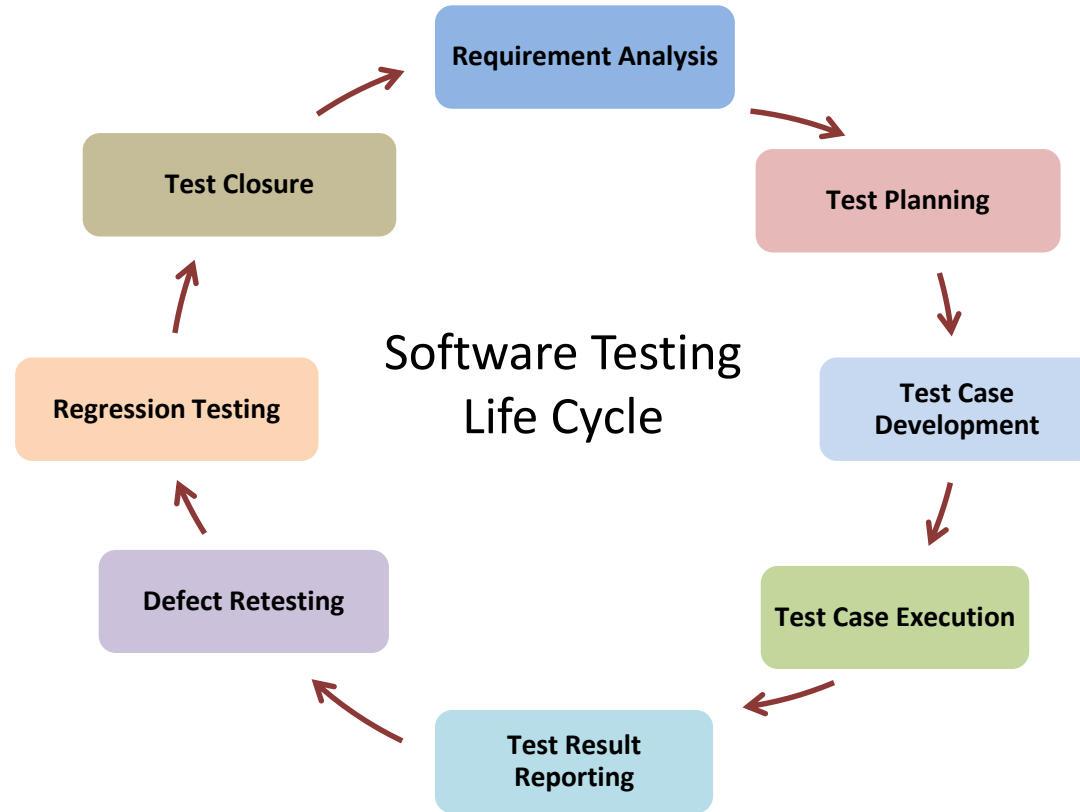 Requirement Analysis
Test Closure
Test Planning
Software Testing
Life Cycle
Regression Testing
Test Case
Development
Defect Retesting
Test Case Execution
Test Result
Reporting